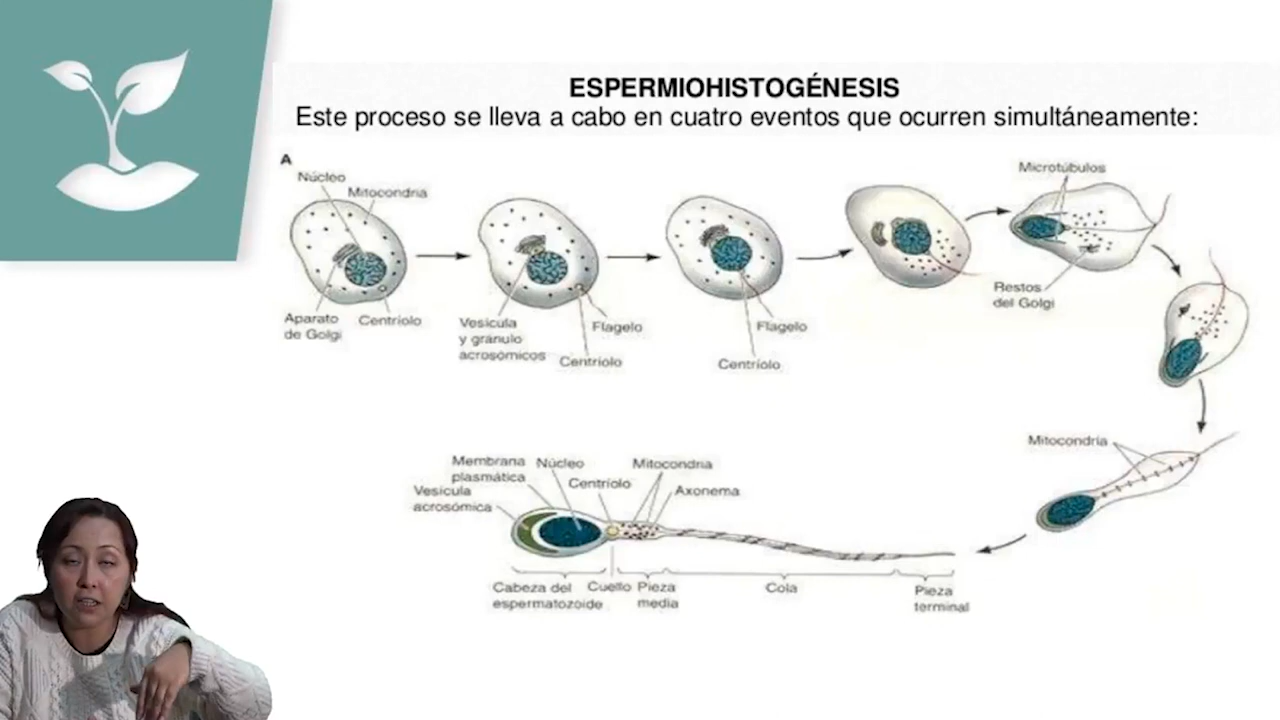 ESPERMIOHISTOGÉNESIS
Este proceso se lleva a cabo en cuatro eventos que ocurren simultáneamente:
A
Núcleo
Mitocondria
Aparato
de Golgi
Centríolo
Vesícula
y gránulo
acrosómicos
Flagelo
Centríolo
Flagelo
Centríolo
Microtúbulos
Restos
del Golgi
Mitocondria
Membrana
plasmática
Núcleo
Mitocondria
Vesícula
acrosómica
Centríolo
Axonema
Cabeza del
espermatozoide
Cuello
Pieza
media
Cola
Pieza
terminal